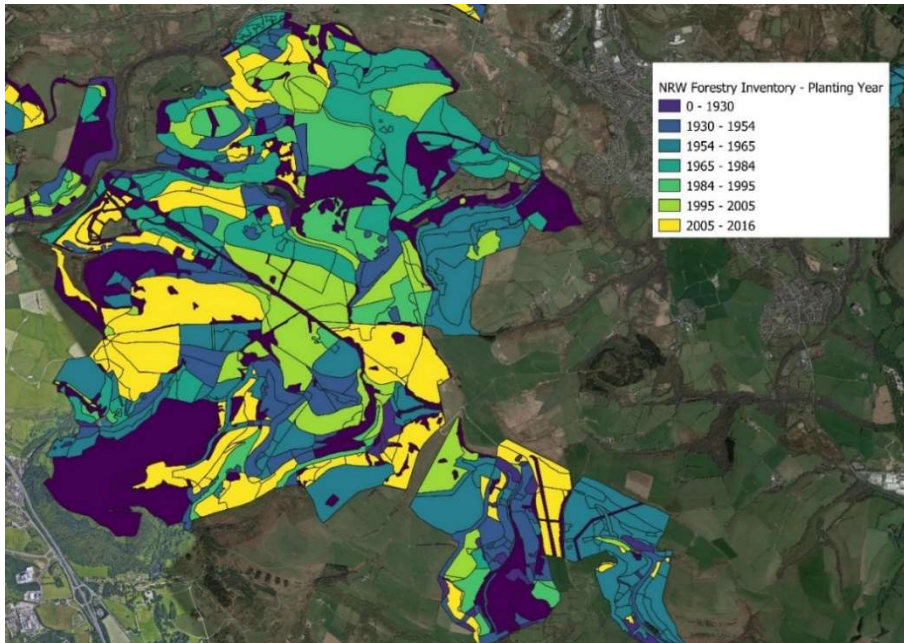 NRW Forestry Inventory - Planting Year
0 - 1930
1930 - 1954
1954 - 1965
1965 - 1984
1984 - 1995
1995 - 2005
2005 - 2016